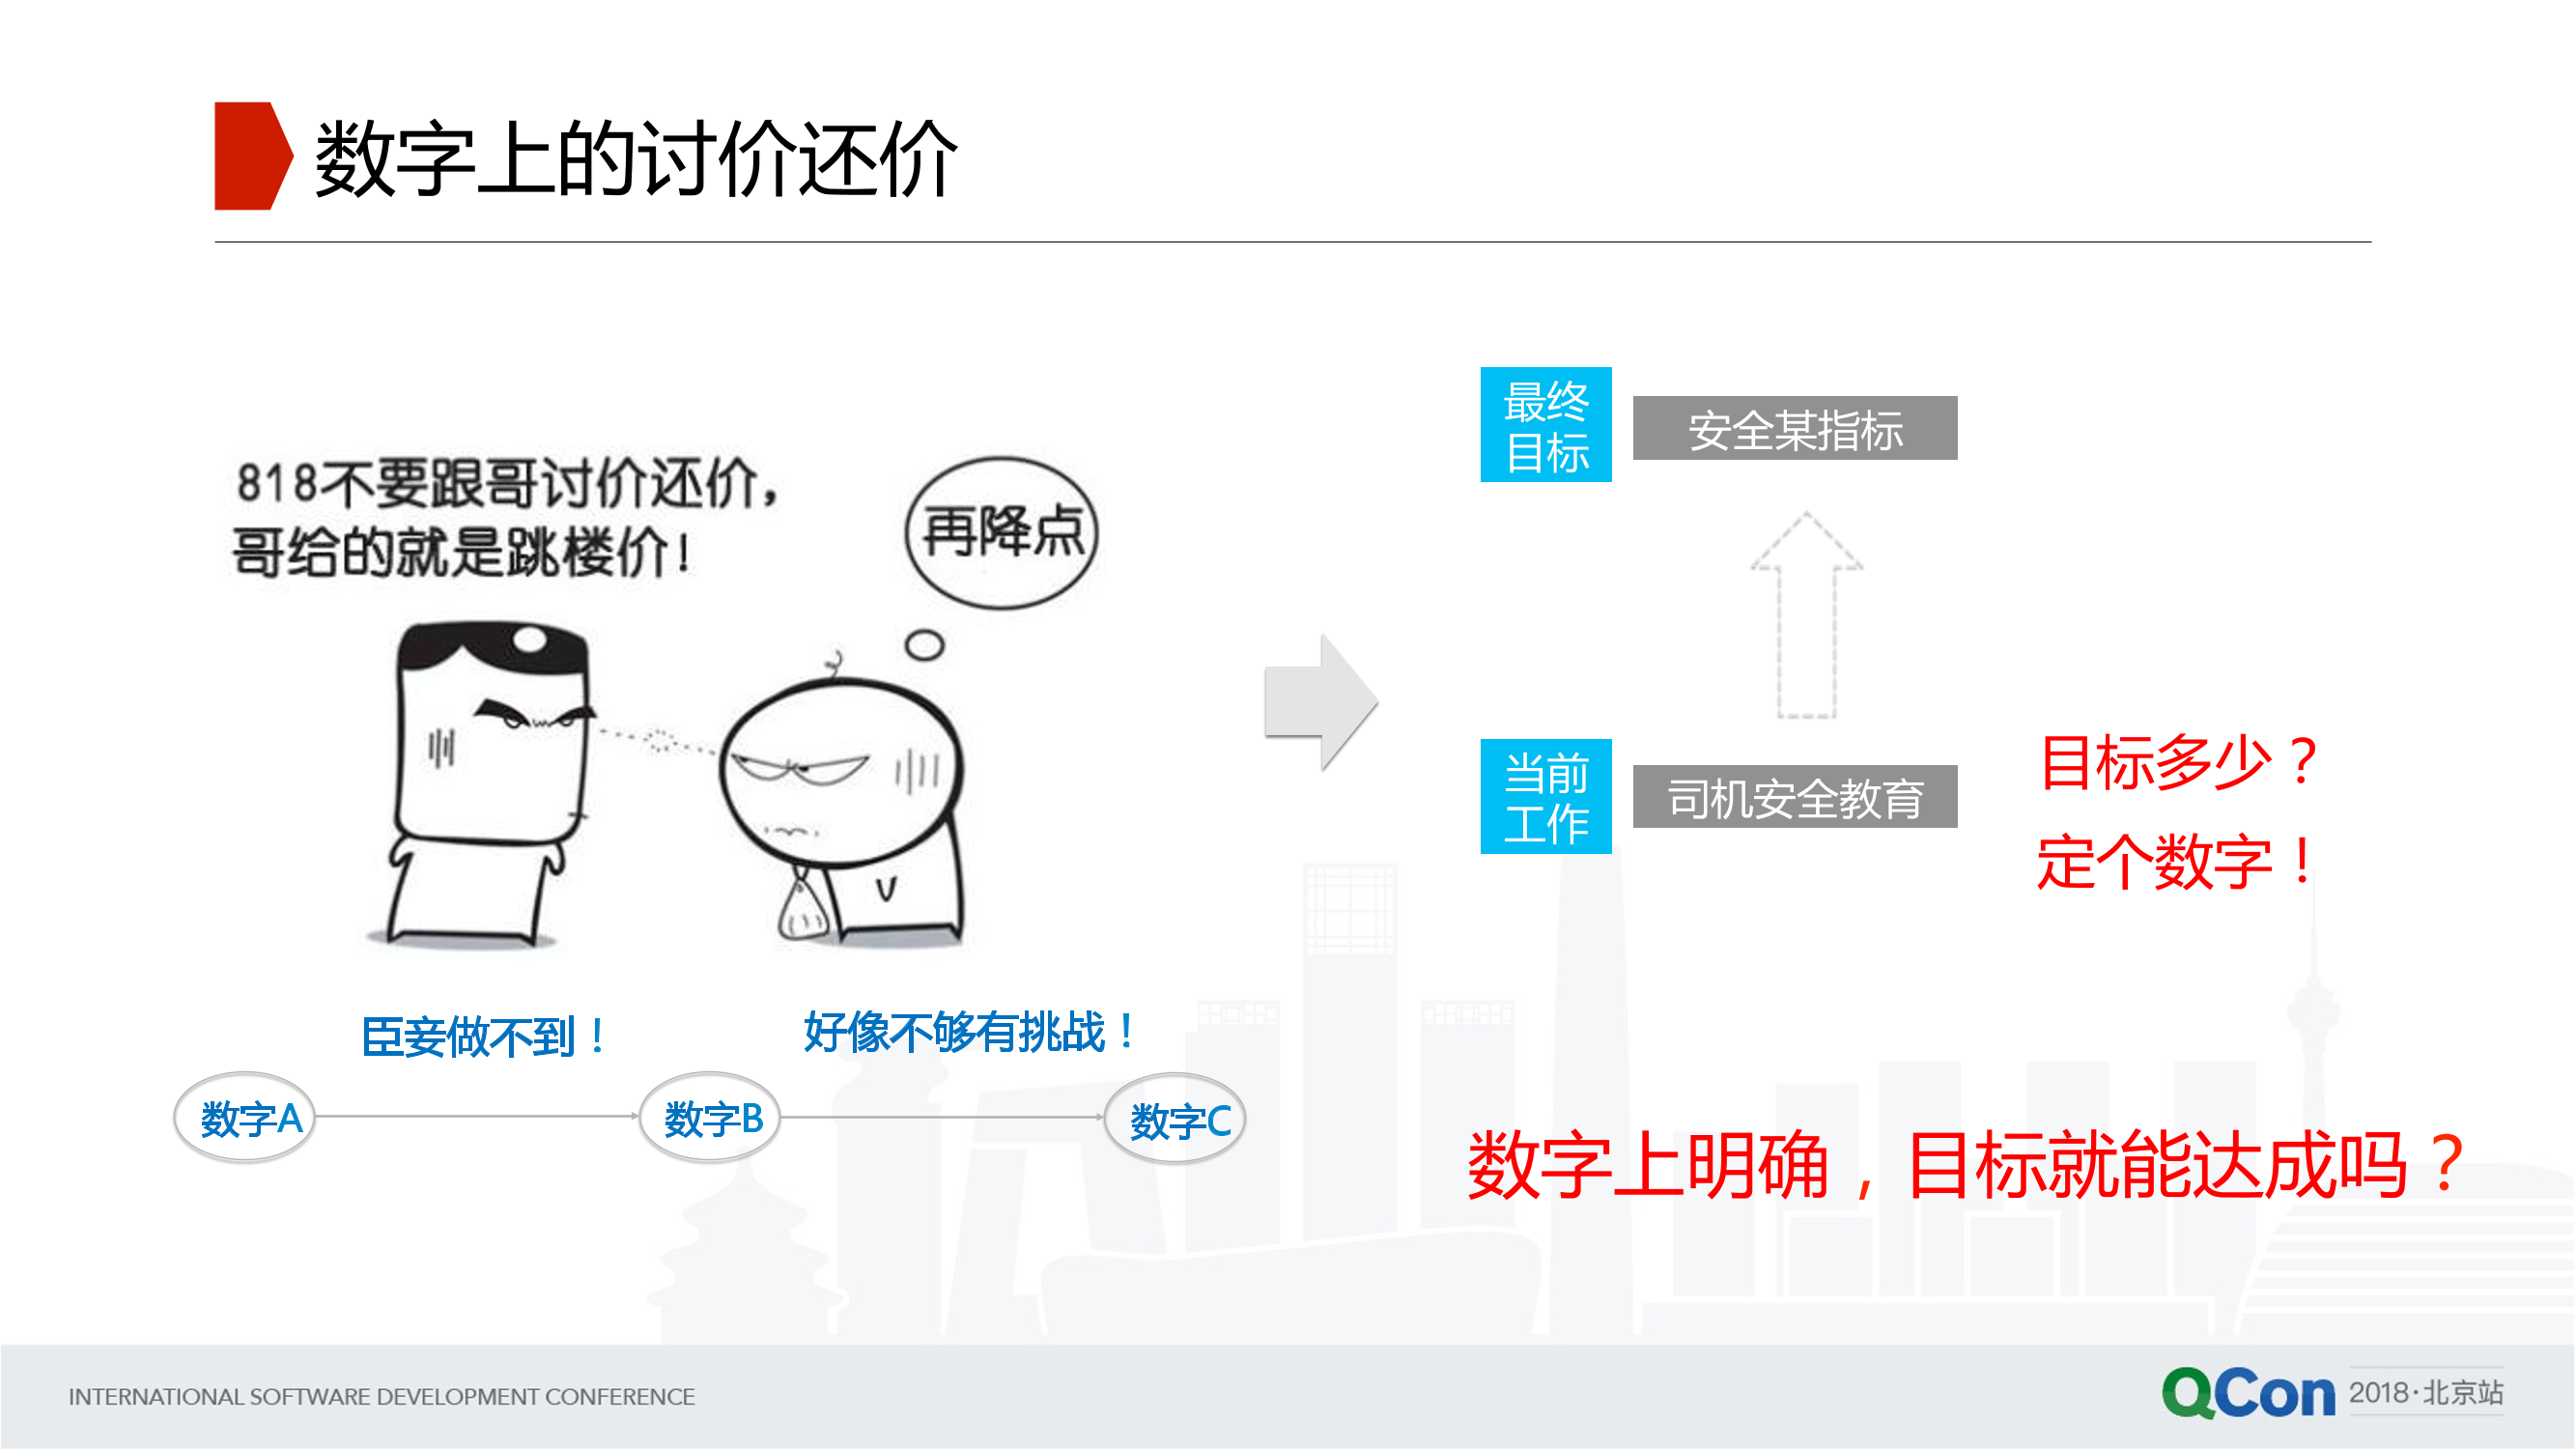 数字上的讨价还价
818不要跟哥讨价还价，
哥给的就是跳楼价！
再降点
臣妾做不到！
好像不够有挑战！
数字A
数字B
数字C
最终
目标
安全某指标
当前
工作
司机安全教育
目标多少？
定个数字！
数字上明确，目标就能达成吗？
INTERNATIONAL SOFTWARE DEVELOPMENT CONFERENCE
QCon 2018·北京站